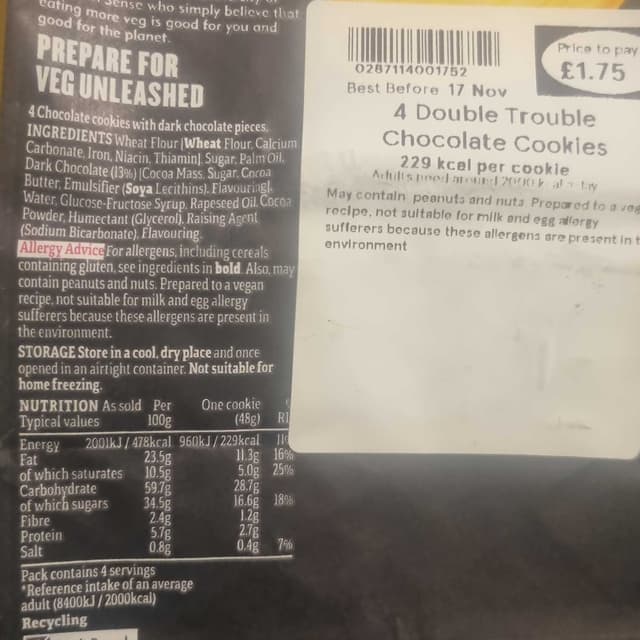 eating more veg is good for you and
good for the planet.
PREPARE FOR
VEG UNLEASHED
4 Chocolate cookies with dark chocolate pieces.
INGREDIENTS Wheat Flour (Wheat Flour, Calcium
Carbonate, Iron, Niacin, Thiamin), Sugar, Palm Oil,
Dark Chocolate (13%) [Cocoa Mass, Sugar, Cocoa
Butter, Emulsifier (Soya Lecithins), Flavouring],
Water, Glucose-Fructose Syrup, Rapeseed Oil, Cocoa
Powder, Humectant (Glycerol), Raising Agent
(Sodium Bicarbonate), Flavouring.
Allergy Advice For allergens, including cereals
containing gluten, see ingredients in bold. Also, may
contain peanuts and nuts. Prepared to a vegan
recipe, not suitable for milk and egg allergy
sufferers because these allergens are present in
the environment.
STORAGE Store in a cool, dry place and once
opened in an airtight container. Not suitable for
home freezing.
NUTRITION As sold Per One cookie
Typical values 100g (48g) RI
Energy 2001kJ / 478kcal 960kJ / 229kcal
Fat 23.5g 11.3g 16%
of which saturates 10.5g 5.0g 25%
Carbohydrate 59.7g 28.7g
of which sugars 34.5g 16.6g 18%
Fibre 2.4g 1.2g
Protein 5.7g 2.7g
Salt 0.8g 0.4g 7%
Pack contains 4 servings
*Reference intake of an average
adult (8400kJ / 2000kcal)
Recycling
0287114001752
Best Before 17 Nov
Price to pay
£1.75
4 Double Trouble
Chocolate Cookies
229 kcal per cookie
Adults need around 2000 kcal a day
May contain peanuts and nuts. Prepared to a veg
recipe, not suitable for milk and egg allergy
sufferers because these allergens are present in t
environment